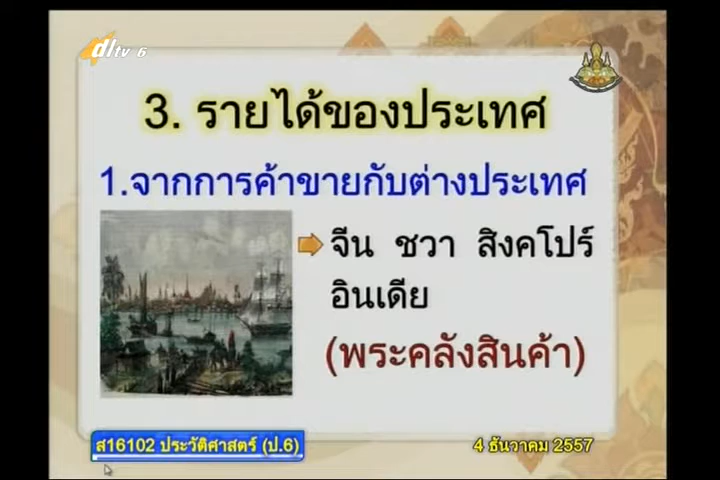 dltv 6
3. รายได้ของประเทศ
1.จากการค้าขายกับต่างประเทศ
จีน ชวา สิงคโปร์
อินเดีย
(พระคลังสินค้า)
ส16102 ประวัติศาสตร์ (ป.6)
4 ธันวาคม 2557